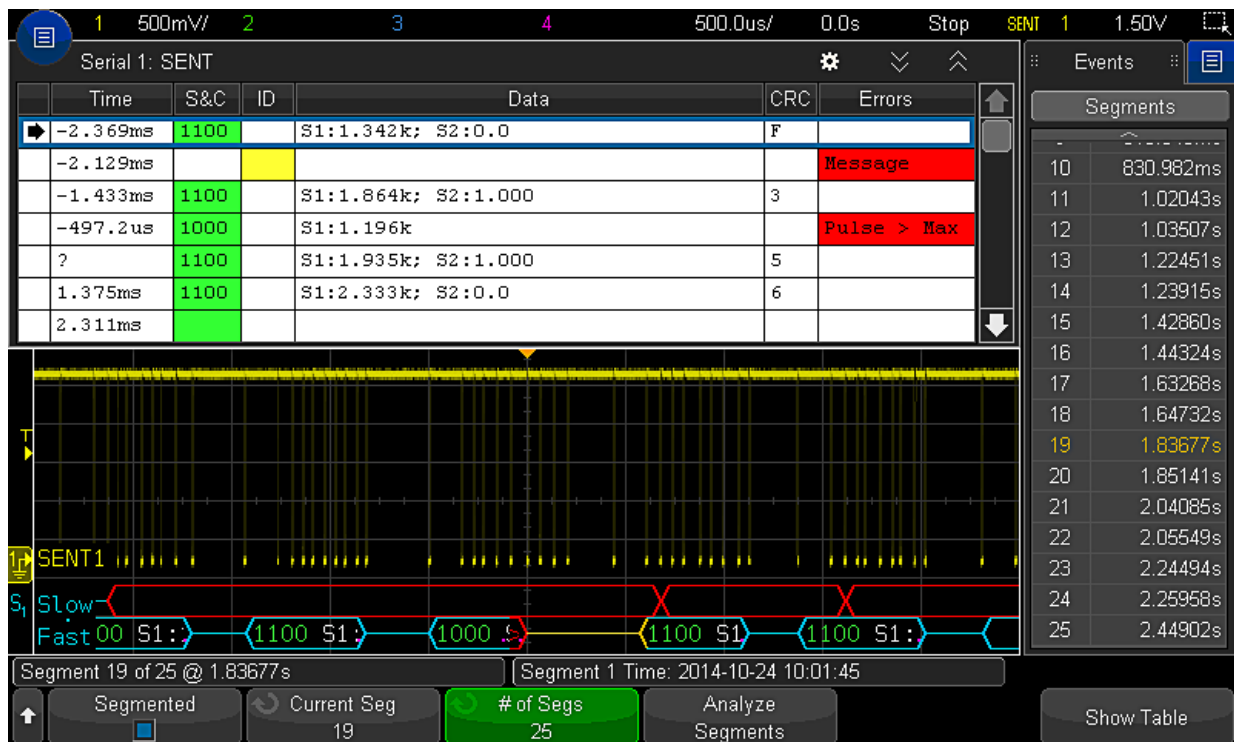 1 500mV/ 2 3 4 500.0us/ 0.0s Stop SENT 1 1.50V
Serial 1: SENT
Time S&C ID Data CRC Errors
-2.369ms 1100 S1:1.342k; S2:0.0 F
-2.129ms Message
-1.433ms 1100 S1:1.864k; S2:1.000 3
-497.2us 1000 S1:1.196k Pulse > Max
? 1100 S1:1.935k; S2:1.000 5
1.375ms 1100 S1:2.333k; S2:0.0 6
2.311ms
Events
Segments
10 830.982ms
11 1.02043s
12 1.03507s
13 1.22451s
14 1.23915s
15 1.42860s
16 1.44324s
17 1.63268s
18 1.64732s
19 1.83677s
20 1.85141s
21 2.04085s
22 2.05549s
23 2.24494s
24 2.25958s
25 2.44902s
T
1 SENT1
S1 Slow
Fast 00 S1: 1100 S1: 1000 1100 S1 1100 S1:
Segment 19 of 25 @ 1.83677s Segment 1 Time: 2014-10-24 10:01:45
Segmented Current Seg # of Segs Analyze
19 25 Segments
Show Table